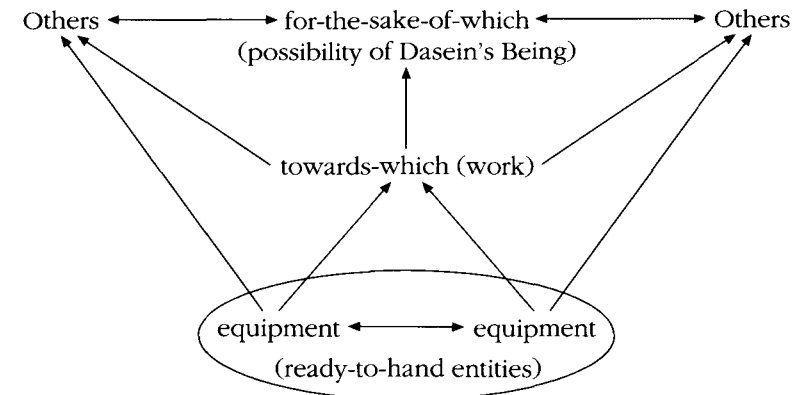 Others for-the-sake-of-which Others
(possibility of Dasein's Being)
towards-which (work)
equipment equipment
(ready-to-hand entities)